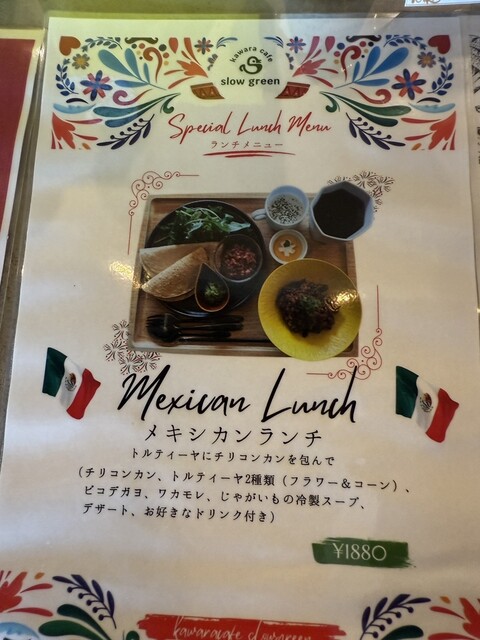 kawara cafe
slow green
Special Lunch Menu
ランチメニュー
Mexican Lunch
メキシカンランチ
トルティーヤにチリコンカンを包んで
(チリコンカン、トルティーヤ2種類（フラワー＆コーン）、
ピコデガヨ、ワカモレ、じゃがいもの冷製スープ、
デザート、お好きなドリンク付き)
¥1880
kawaracafe slowgreen